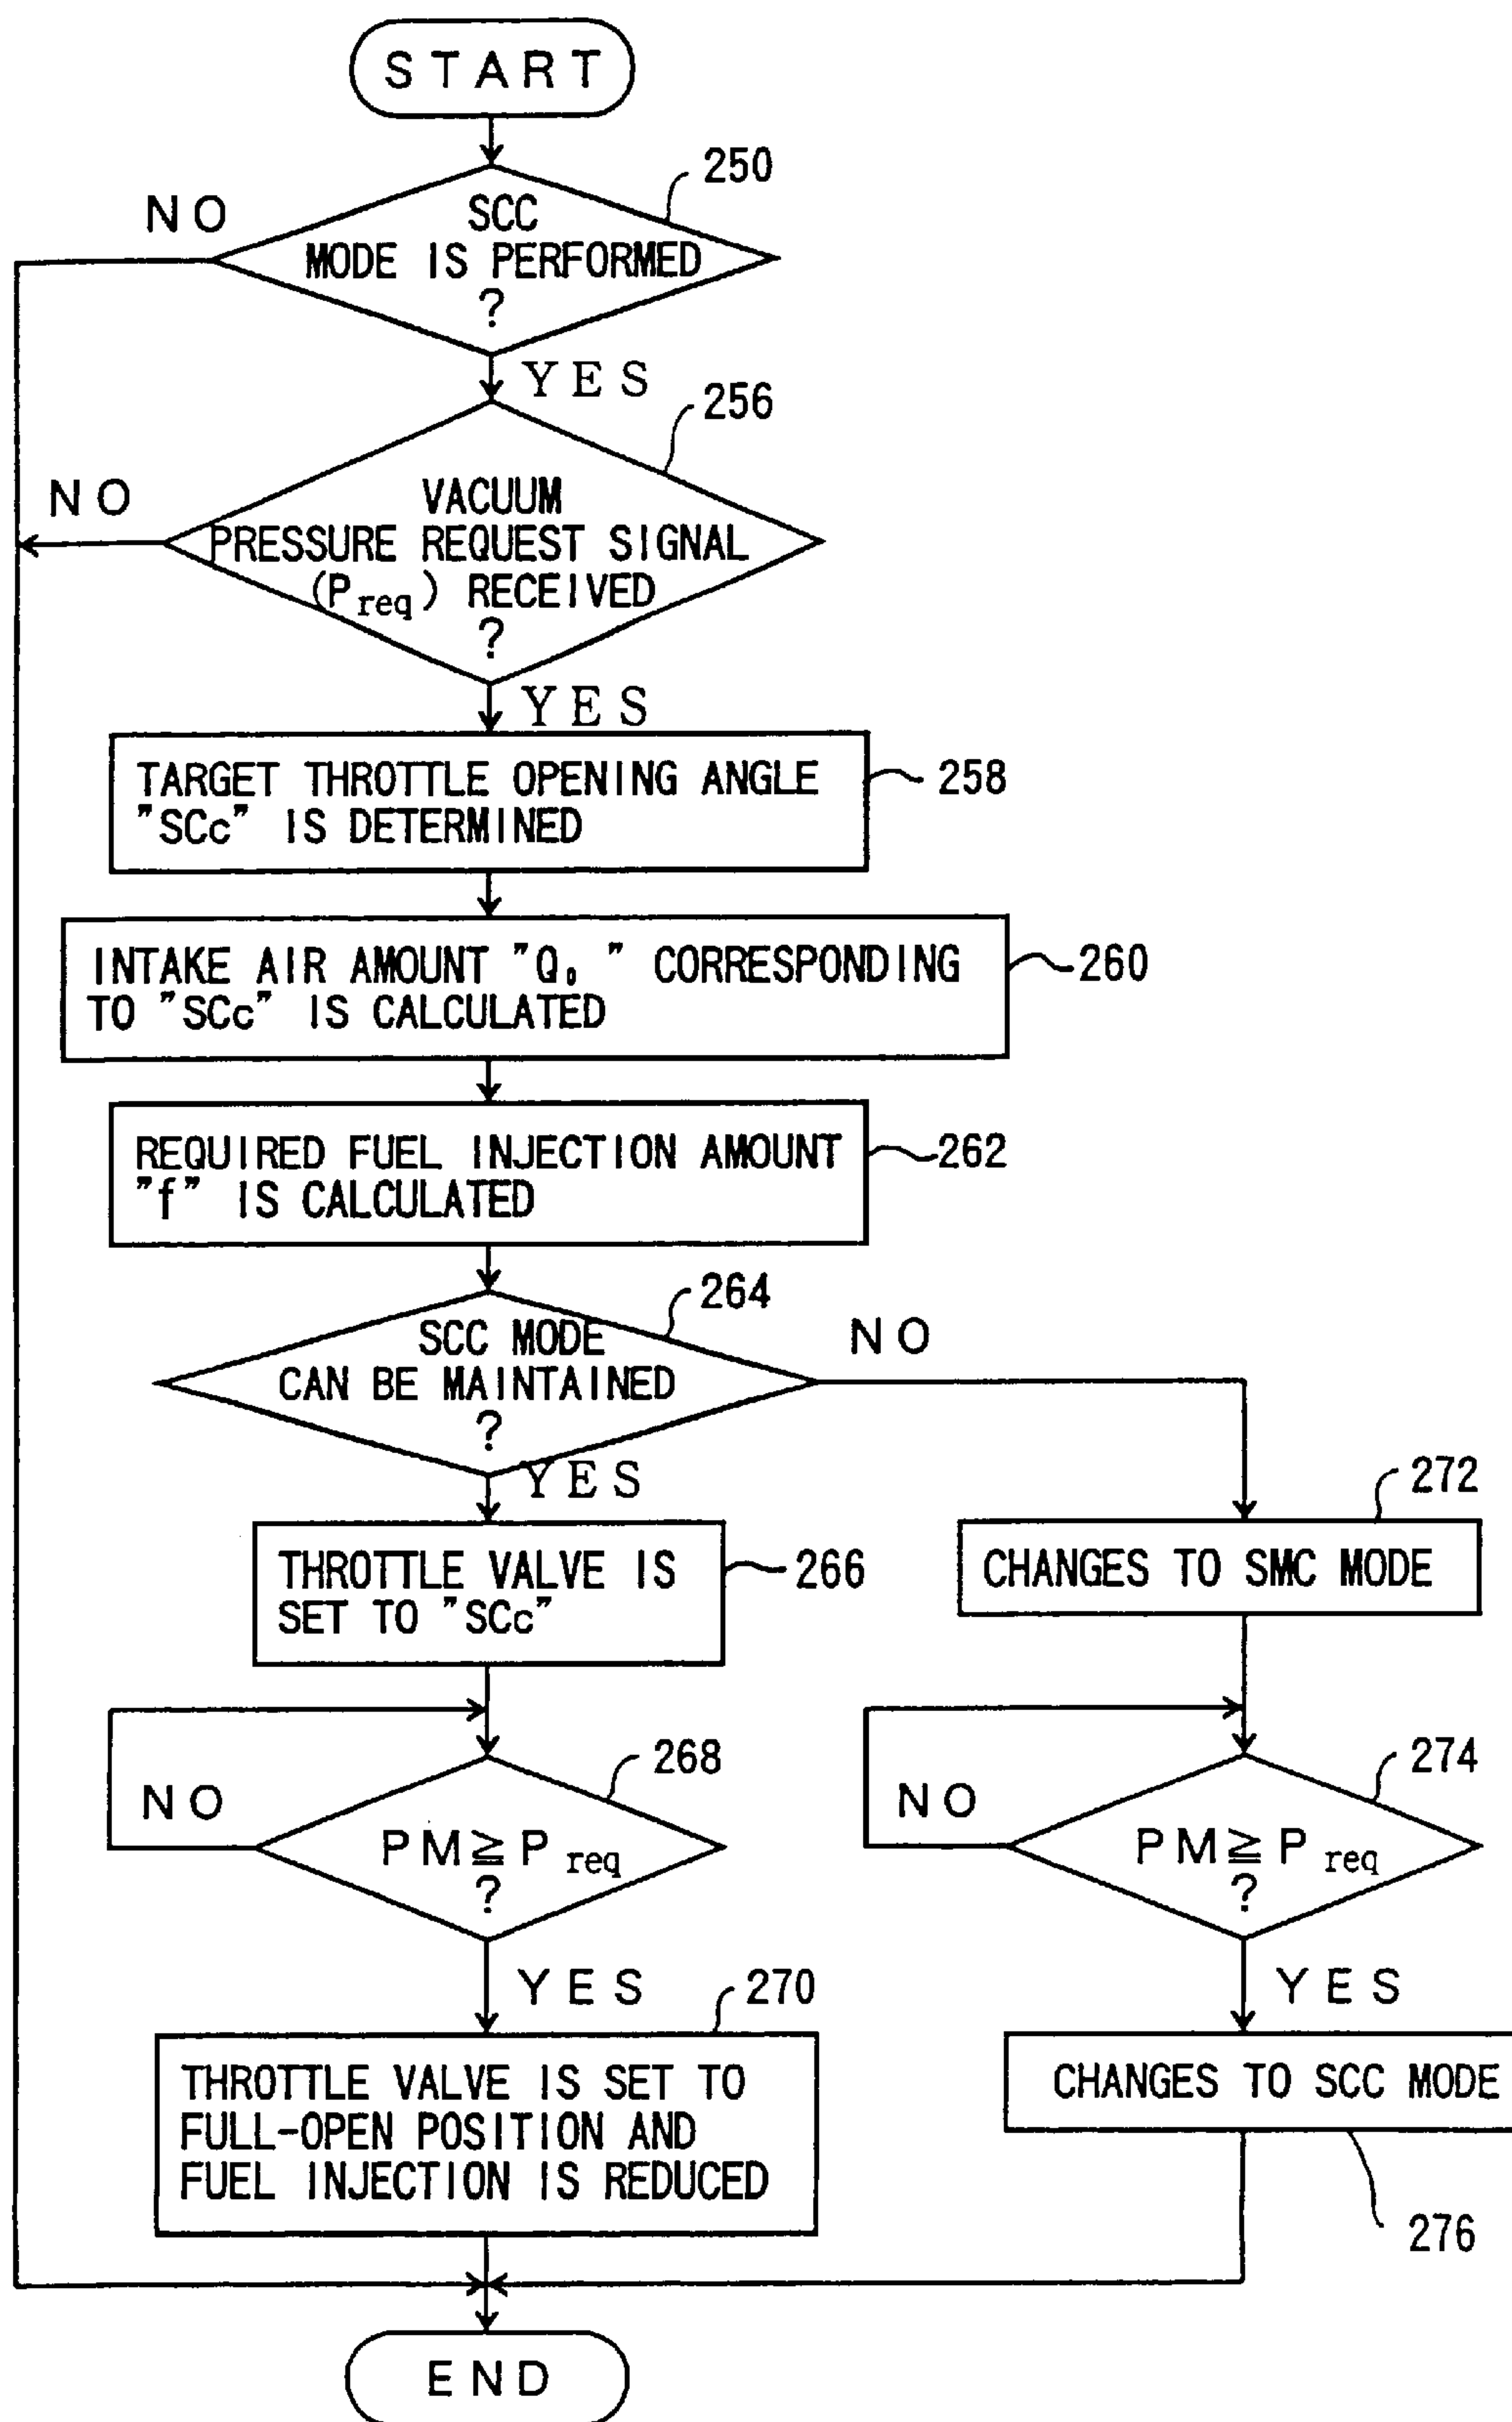 START
250
NO
SCC
MODE IS PERFORMED
?
YES
256
NO
VACUUM
PRESSURE REQUEST SIGNAL
(Preq) RECEIVED
?
YES
TARGET THROTTLE OPENING ANGLE
"SCc" IS DETERMINED
258
INTAKE AIR AMOUNT "Q0" CORRESPONDING
TO "SCc" IS CALCULATED
260
REQUIRED FUEL INJECTION AMOUNT
"f" IS CALCULATED
262
264
SCC MODE
CAN BE MAINTAINED
?
NO
YES
272
THROTTLE VALVE IS
SET TO "SCc"
266
CHANGES TO SMC MODE
268
NO
PM≧Preq
?
274
NO
PM≧Preq
?
YES
270
YES
THROTTLE VALVE IS SET TO
FULL-OPEN POSITION AND
FUEL INJECTION IS REDUCED
CHANGES TO SCC MODE
276
END